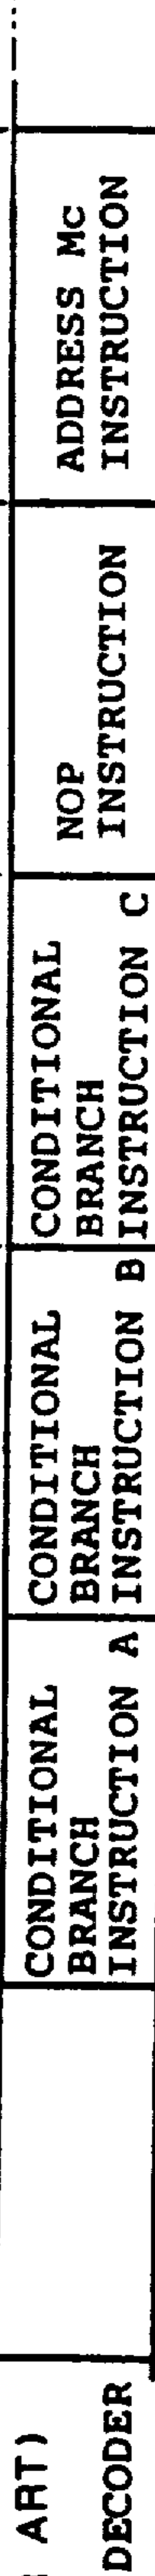 ART)
DECODER
CONDITIONAL
BRANCH
INSTRUCTION A
CONDITIONAL
BRANCH
INSTRUCTION B
CONDITIONAL
BRANCH
INSTRUCTION C
NOP
INSTRUCTION
ADDRESS Mc
INSTRUCTION